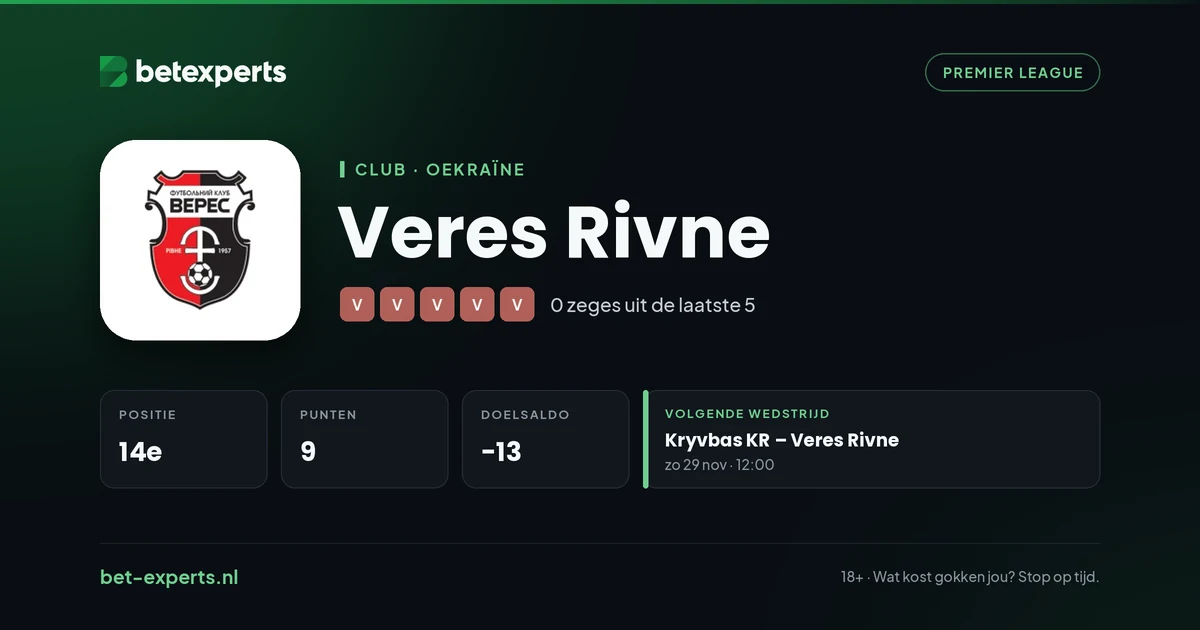 betexperts
PREMIER LEAGUE
ФУТБОЛЬНИЙ КЛУБ
ВЕРЕС
РІВНЕ 1957
CLUB · OEKRAÏNE
Veres Rivne
V V V V V 0 zeges uit de laatste 5
POSITIE
14e
PUNTEN
9
DOELSALDO
-13
VOLGENDE WEDSTRIJD
Kryvbas KR – Veres Rivne
zo 29 nov · 12:00
bet-experts.nl
18+ · Wat kost gokken jou? Stop op tijd.